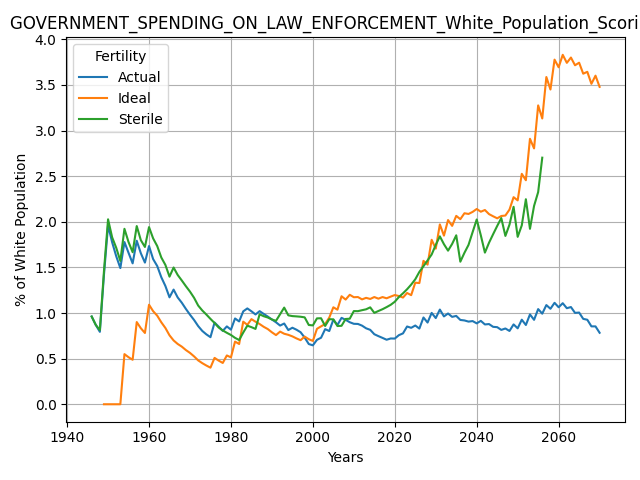 GOVERNMENT_SPENDING_ON_LAW_ENFORCEMENT_White_Population_Scori
4.0
3.5
3.0
2.5
2.0
1.5
1.0
0.5
0.0
% of White Population
Fertility
Actual
Ideal
Sterile
1940 1960 1980 2000 2020 2040 2060
Years